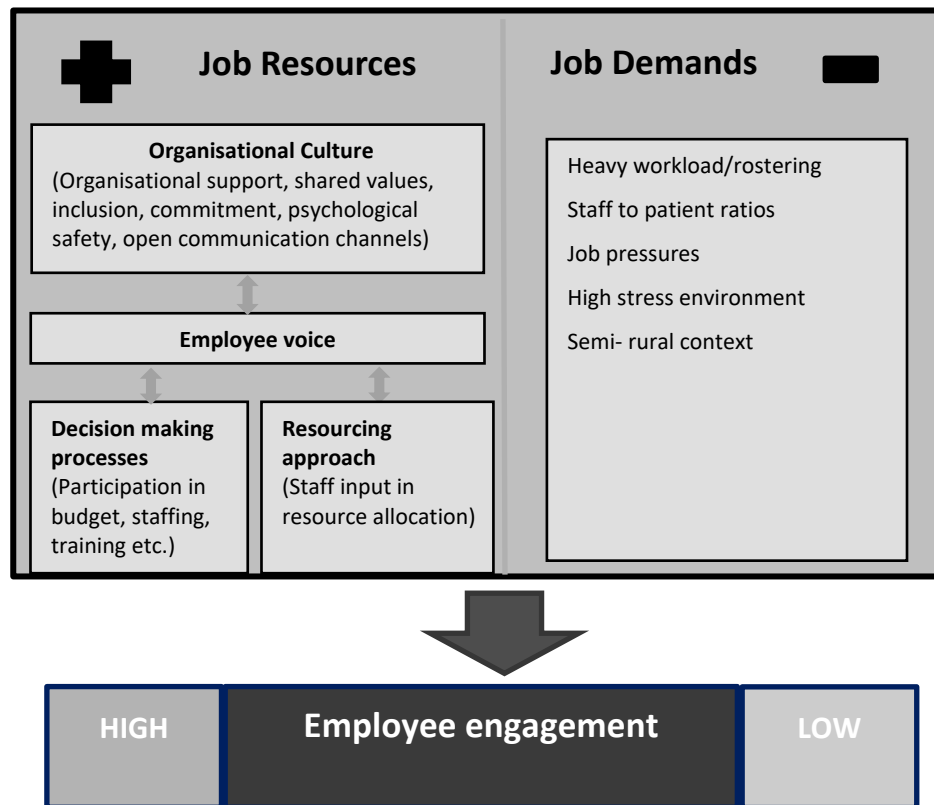 Job Resources
Organisational Culture
(Organisational support, shared values,
inclusion, commitment, psychological
safety, open communication channels)
Employee voice
Decision making
processes
(Participation in
budget, staffing,
training etc.)
Resourcing
approach
(Staff input in
resource allocation)
Job Demands
Heavy workload/rostering
Staff to patient ratios
Job pressures
High stress environment
Semi- rural context
HIGH
Employee engagement
LOW